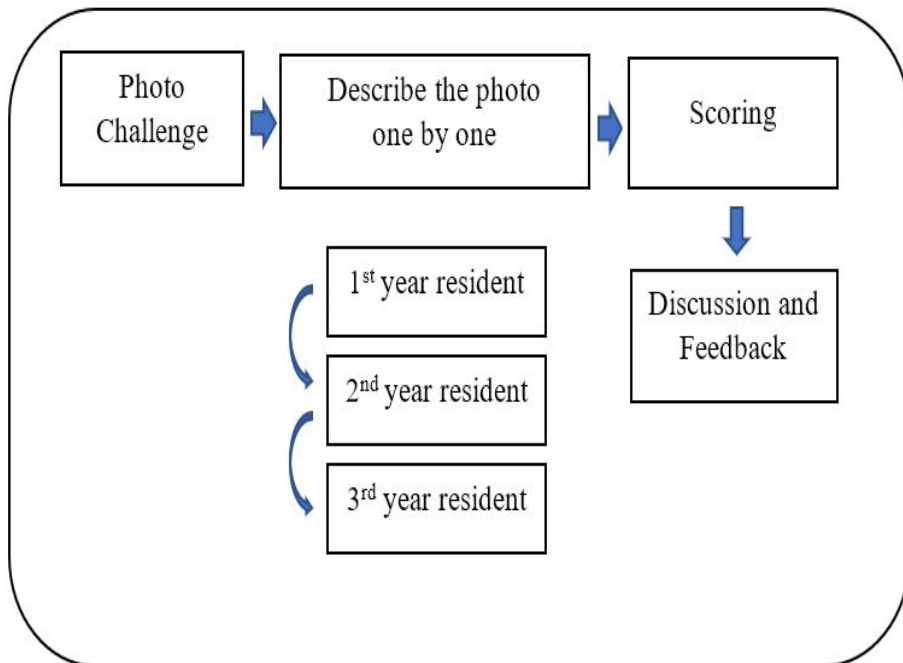 Photo
Challenge
Describe the photo
one by one
Scoring
1st year resident
2nd year resident
3rd year resident
Discussion and
Feedback